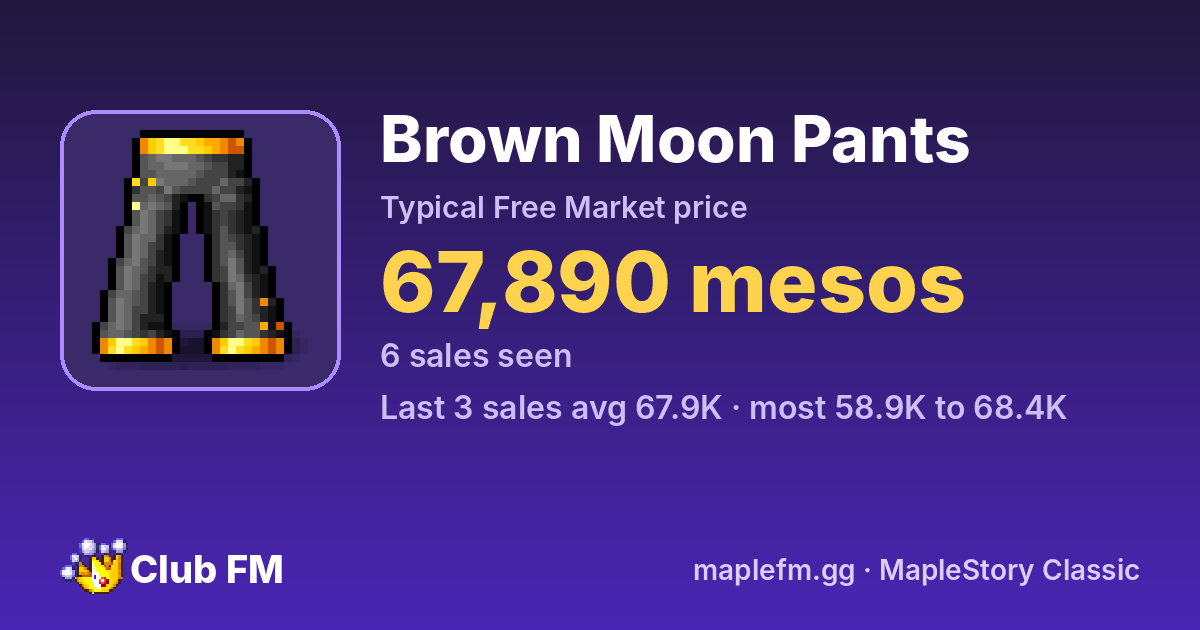 Brown Moon Pants
Typical Free Market price
67,890 mesos
6 sales seen
Last 3 sales avg 67.9K · most 58.9K to 68.4K
Club FM
maplefm.gg · MapleStory Classic